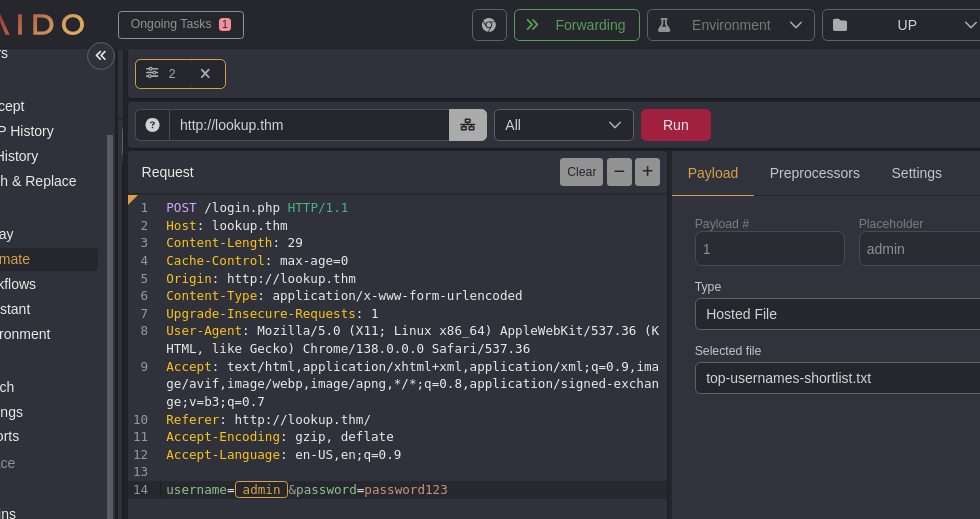 AIDO
Ongoing Tasks 1
Forwarding
Environment
UP
rs
cept
P History
History
h & Replace
ay
mate
kflows
stant
ronment
ch
ngs
orts
ce
ins
2
http://lookup.thm
All
Run
Request
Clear
1 POST /login.php HTTP/1.1
2 Host: lookup.thm
3 Content-Length: 29
4 Cache-Control: max-age=0
5 Origin: http://lookup.thm
6 Content-Type: application/x-www-form-urlencoded
7 Upgrade-Insecure-Requests: 1
8 User-Agent: Mozilla/5.0 (X11; Linux x86_64) AppleWebKit/537.36 (K
HTML, like Gecko) Chrome/138.0.0.0 Safari/537.36
9 Accept: text/html,application/xhtml+xml,application/xml;q=0.9,ima
ge/avif,image/webp,image/apng,*/*;q=0.8,application/signed-exchan
ge;v=b3;q=0.7
10 Referer: http://lookup.thm/
11 Accept-Encoding: gzip, deflate
12 Accept-Language: en-US,en;q=0.9
13
14 username=admin&password=password123
Payload
Preprocessors
Settings
Payload #
Placeholder
1
admin
Type
Hosted File
Selected file
top-usernames-shortlist.txt